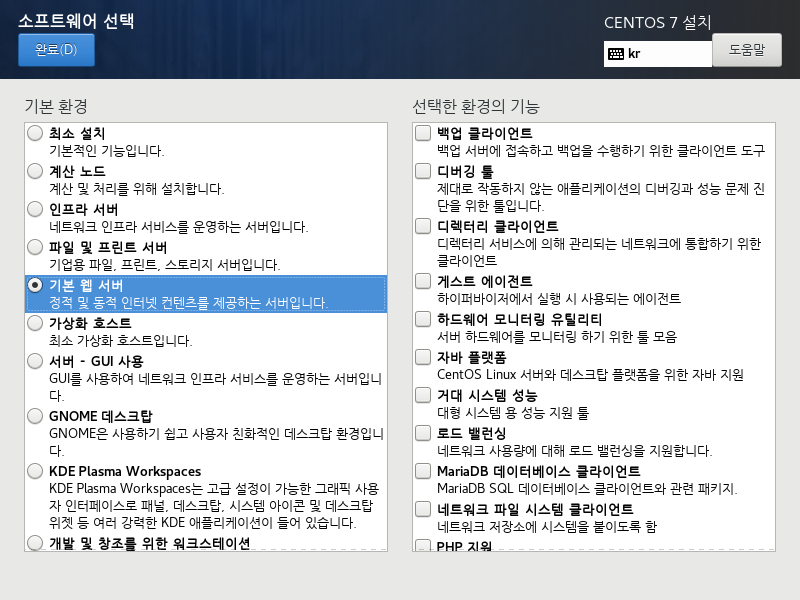 소프트웨어 선택
완료(D)
CENTOS 7 설치
kr
도움말
기본 환경
최소 설치
기본적인 기능입니다.
계산 노드
계산 및 처리를 위해 설치합니다.
인프라 서버
네트워크 인프라 서비스를 운영하는 서버입니다.
파일 및 프린트 서버
기업용 파일, 프린트, 스토리지 서버입니다.
기본 웹 서버
정적 및 동적 인터넷 컨텐츠를 제공하는 서버입니다.
가상화 호스트
최소 가상화 호스트입니다.
서버 - GUI 사용
GUI를 사용하여 네트워크 인프라 서비스를 운영하는 서버입니
다.
GNOME 데스크탑
GNOME은 사용하기 쉽고 사용자 친화적인 데스크탑 환경입니
다.
KDE Plasma Workspaces
KDE Plasma Workspaces는 고급 설정이 가능한 그래픽 사용
자 인터페이스로 패널, 데스크탑, 시스템 아이콘 및 데스크탑
위젯 등 여러 강력한 KDE 애플리케이션이 들어 있습니다.
개발 및 창조를 위한 워크스테이션
선택한 환경의 기능
백업 클라이언트
백업 서버에 접속하고 백업을 수행하기 위한 클라이언트 도구
디버깅 툴
제대로 작동하지 않는 애플리케이션의 디버깅과 성능 문제 진
단을 위한 툴입니다.
디렉터리 클라이언트
디렉터리 서비스에 의해 관리되는 네트워크에 통합하기 위한
클라이언트
게스트 에이전트
하이퍼바이저에서 실행 시 사용되는 에이전트
하드웨어 모니터링 유틸리티
서버 하드웨어를 모니터링 하기 위한 툴 모음
자바 플랫폼
CentOS Linux 서버와 데스크탑 플랫폼을 위한 자바 지원
거대 시스템 성능
대형 시스템 용 성능 지원 툴
로드 밸런싱
네트워크 사용량에 대해 로드 밸런싱을 지원합니다.
MariaDB 데이터베이스 클라이언트
MariaDB SQL 데이터베이스 클라이언트와 관련 패키지.
네트워크 파일 시스템 클라이언트
네트워크 저장소에 시스템을 붙이도록 함
PHP 지원